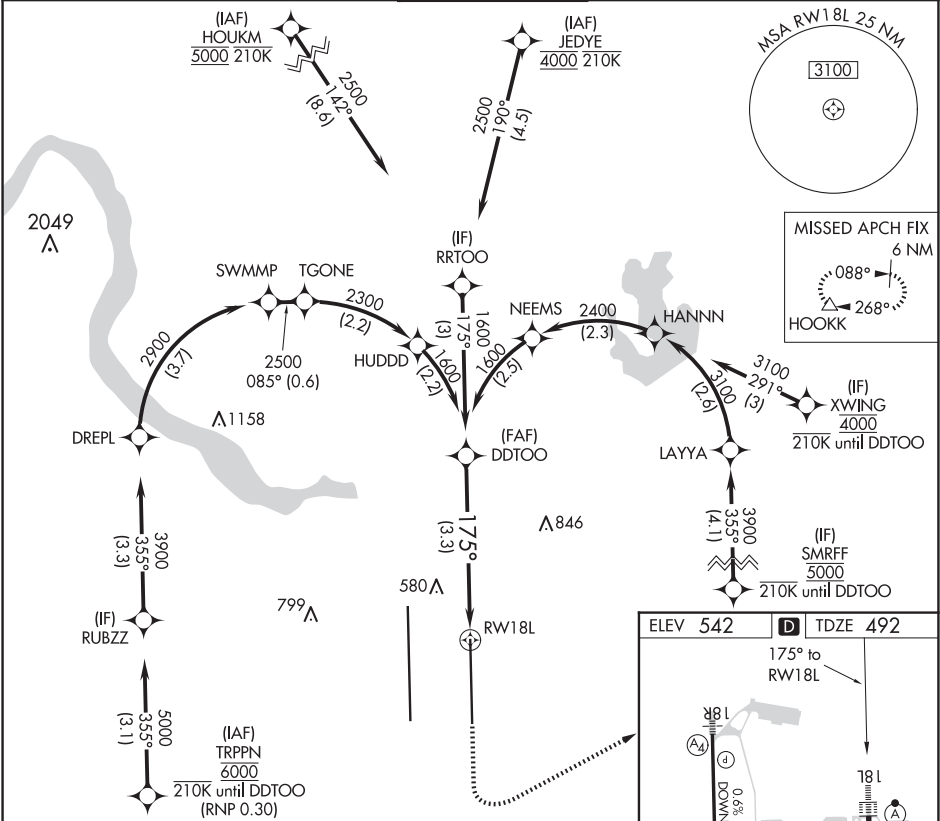 (IAF)
HOUKM
5000 210K
2500
142°
(8.6)
(IAF)
JEDYE
4000 210K
2500
190°
(4.5)
MSA RW18L 25 NM
3100
2049
MISSED APCH FIX
6 NM
088°
268°
HOOKK
(IF)
RRTOO
SWMMP TGONE
2300
(2.2)
NEEMS
2400
(2.3)
HANNN
1600
175°
(3)
2900
(3.7)
2500
085° (0.6)
HUDDD
1600
(2.2)
1600
(2.5)
3100
(2.6)
3100
291°
(3)
(IF)
XWING
4000
210K until DDTOO
1158
DREPL
(FAF)
DDTOO
LAYYA
175°
(3.3)
846
3900
355°
(4.1)
3900
355°
(3.3)
(IF)
SMRFF
5000
210K until DDTOO
580
799
(IF)
RUBZZ
RW18L
ELEV 542 D TDZE 492
175° to
RW18L
5000
355°
(3.1)
(IAF)
TRPPN
6000
210K until DDTOO
(RNP 0.30)
18R
A4
P
0.6%
DOWN
18L
A